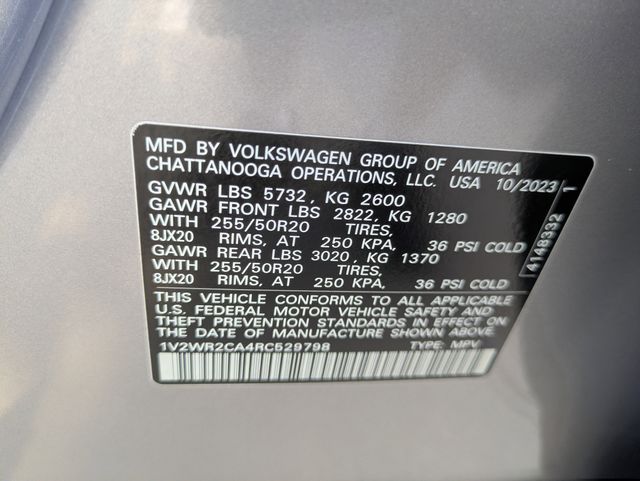 MFD BY VOLKSWAGEN GROUP OF AMERICA
CHATTANOOGA OPERATIONS, LLC. USA 10/2023
GVWR LBS 5732, KG 2600
GAWR FRONT LBS 2822, KG 1280
WITH 255/50R20 TIRES,
8JX20 RIMS, AT 250 KPA, 36 PSI COLD
GAWR REAR LBS 3020, KG 1370
WITH 255/50R20 TIRES,
8JX20 RIMS, AT 250 KPA, 36 PSI COLD
THIS VEHICLE CONFORMS TO ALL APPLICABLE
U.S. FEDERAL MOTOR VEHICLE SAFETY AND
THEFT PREVENTION STANDARDS IN EFFECT ON
THE DATE OF MANUFACTURE SHOWN ABOVE.
1V2WR2CA4RC529798 TYPE: MPV
4148332 1